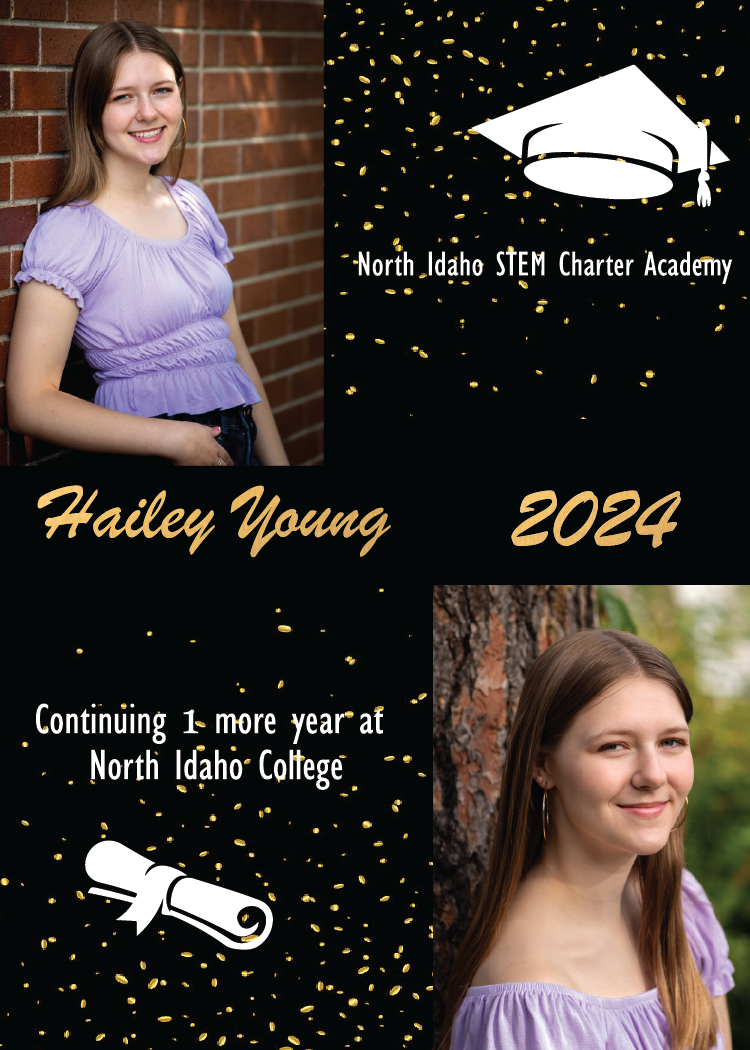 North Idaho STEM Charter Academy
Hailey Young
2024
Continuing 1 more year at
North Idaho College